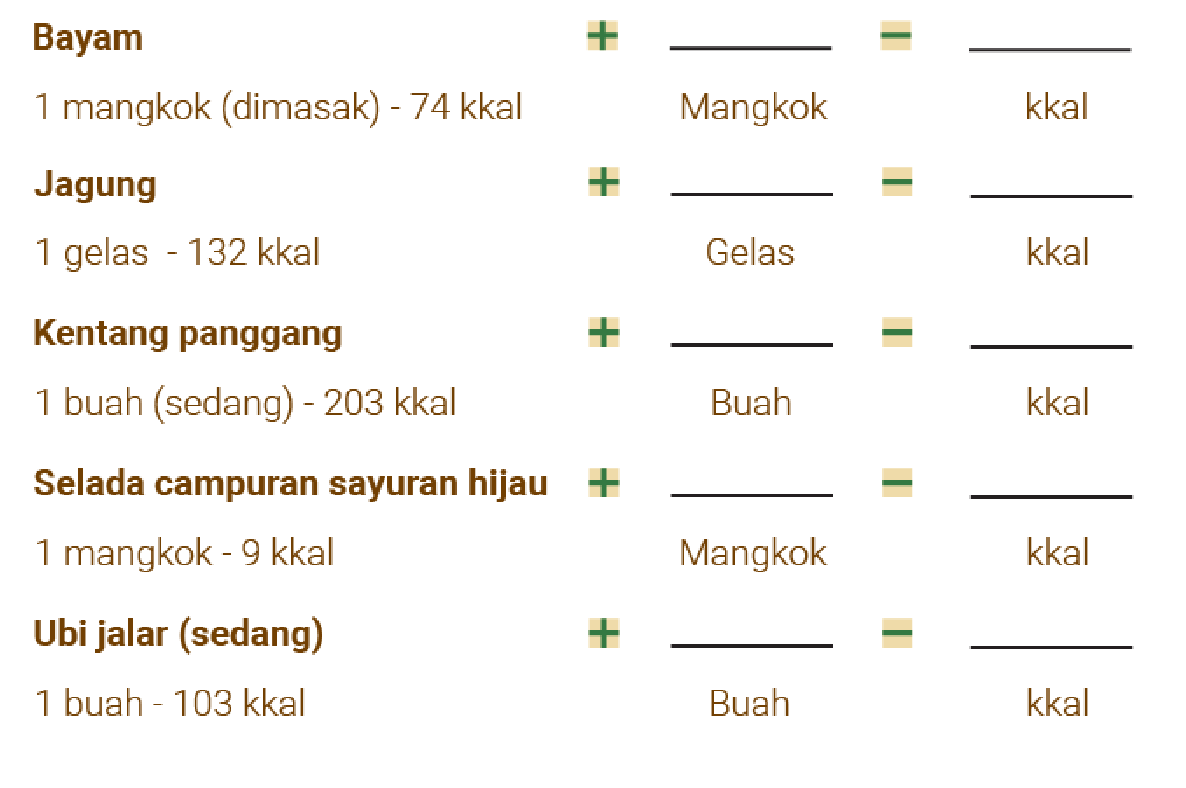 Bayam + ________ − ________
1 mangkok (dimasak) - 74 kkal Mangkok kkal
Jagung + ________ − ________
1 gelas - 132 kkal Gelas kkal
Kentang panggang + ________ − ________
1 buah (sedang) - 203 kkal Buah kkal
Selada campuran sayuran hijau + ________ − ________
1 mangkok - 9 kkal Mangkok kkal
Ubi jalar (sedang) + ________ − ________
1 buah - 103 kkal Buah kkal